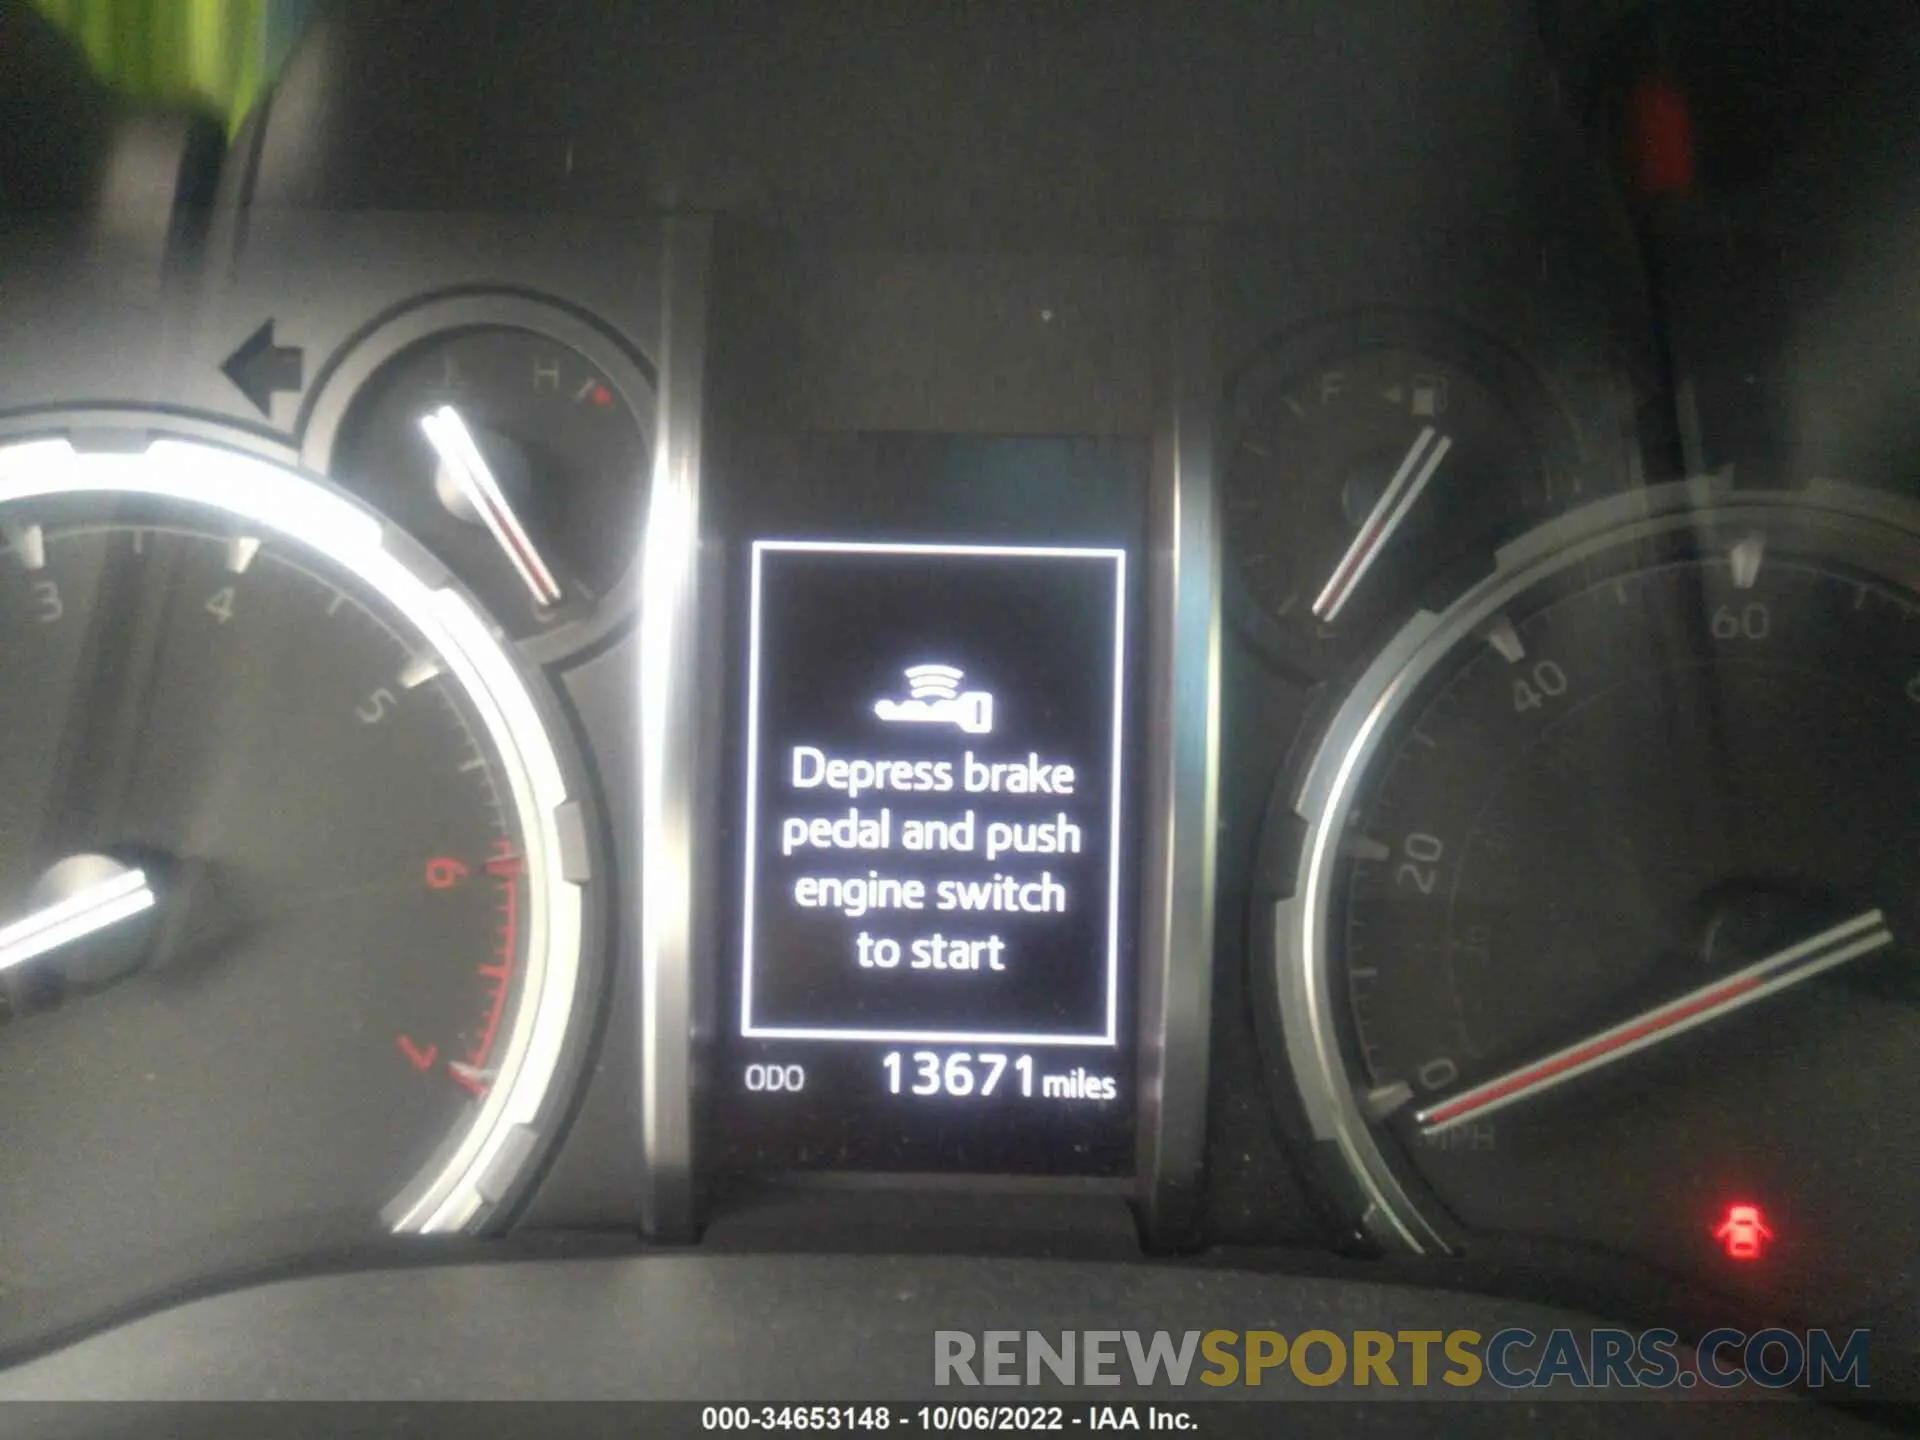 H
F
3
4
5
6
7
Depress brake
pedal and push
engine switch
to start
ODO 13671 miles
60
40
20
0
MPH
RENEWSPORTSCARS.COM
000-34653148 - 10/06/2022 - IAA Inc.